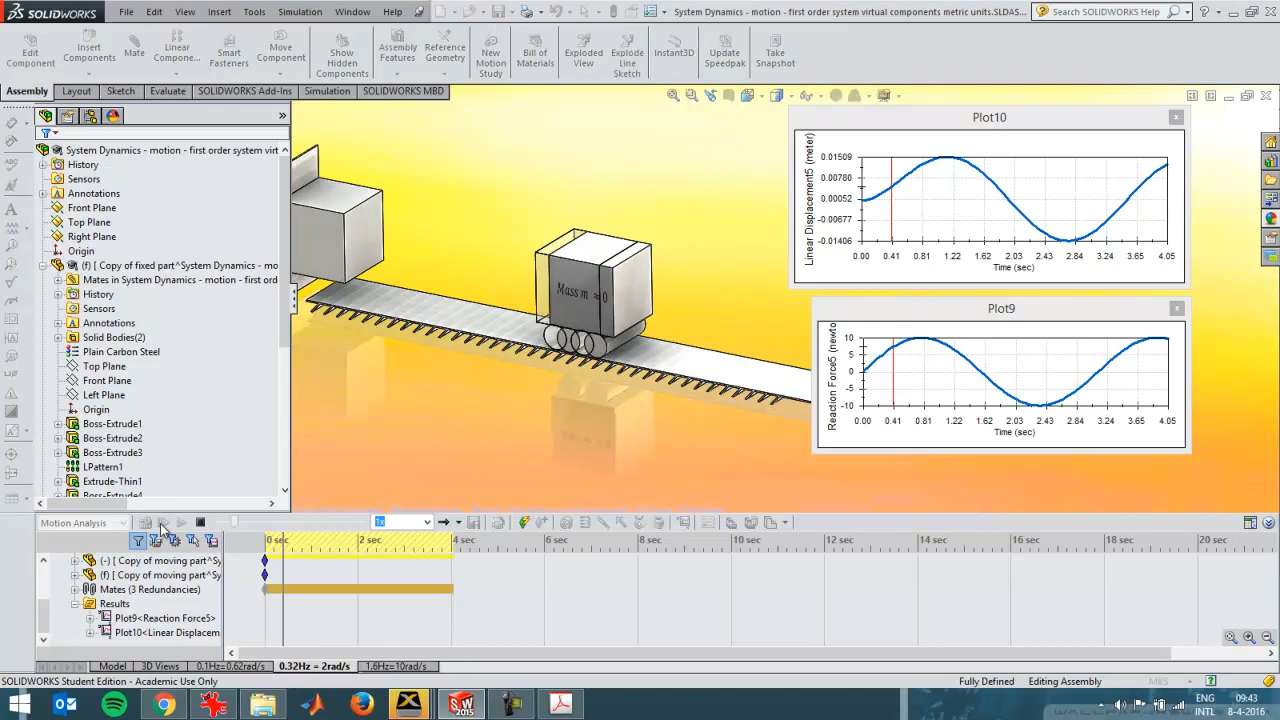 SOLIDWORKS
File Edit View Insert Tools Simulation Window Help
System Dynamics - motion - first order system virtual components metric units.SLDAS...
Search SOLIDWORKS Help
Edit Component
Insert Components
Mate
Linear Compone...
Smart Fasteners
Move Component
Show Hidden Components
Assembly Features
Reference Geometry
New Motion Study
Bill of Materials
Exploded View
Explode Line Sketch
Instant3D
Update Speedpak
Take Snapshot
Assembly Layout Sketch Evaluate SOLIDWORKS Add-Ins Simulation SOLIDWORKS MBD
System Dynamics - motion - first order system virt
History
Sensors
Annotations
Front Plane
Top Plane
Right Plane
Origin
(f) [ Copy of fixed part^System Dynamics - mo
Mates in System Dynamics - motion - first order
History
Sensors
Annotations
Solid Bodies(2)
Plain Carbon Steel
Top Plane
Front Plane
Left Plane
Origin
Boss-Extrude1
Boss-Extrude2
Boss-Extrude3
LPattern1
Extrude-Thin1
Boss-Extrude4
Mass m ≈ 0
Plot10
Linear Displacement5 (meter)
0.01509
0.00780
0.00052
-0.00677
-0.01406
0.00 0.41 0.81 1.22 1.62 2.03 2.43 2.84 3.24 3.65 4.05
Time (sec)
Plot9
Reaction Force5 (newto
10
5
0
-5
-10
0.00 0.41 0.81 1.22 1.62 2.03 2.43 2.84 3.24 3.65 4.05
Time (sec)
Motion Analysis
1x
0 sec 2 sec 4 sec 6 sec 8 sec 10 sec 12 sec 14 sec 16 sec 18 sec 20 sec
(-) [ Copy of moving part^Sy
(f) [ Copy of moving part^Sy
Mates (3 Redundancies)
Results
Plot9<Reaction Force5>
Plot10<Linear Displacem
Model 3D Views 0.1Hz=0.62rad/s 0.32Hz = 2rad/s 1.6Hz=10rad/s
SOLIDWORKS Student Edition - Academic Use Only
Fully Defined Editing Assembly MKS
SW 2015
ENG 09:43
INTL 8-4-2016